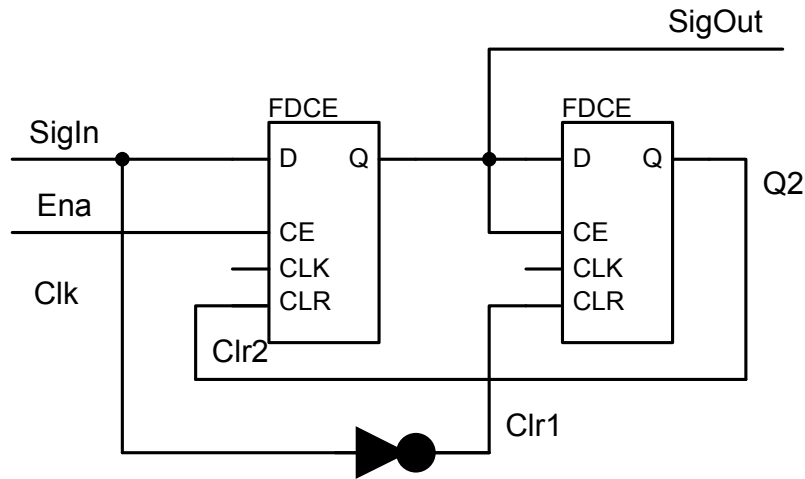 SigOut
FDCE FDCE
SigIn D Q D Q
Q2
Ena CE CE
Clk CLK CLK
CLR CLR
Clr2
Clr1